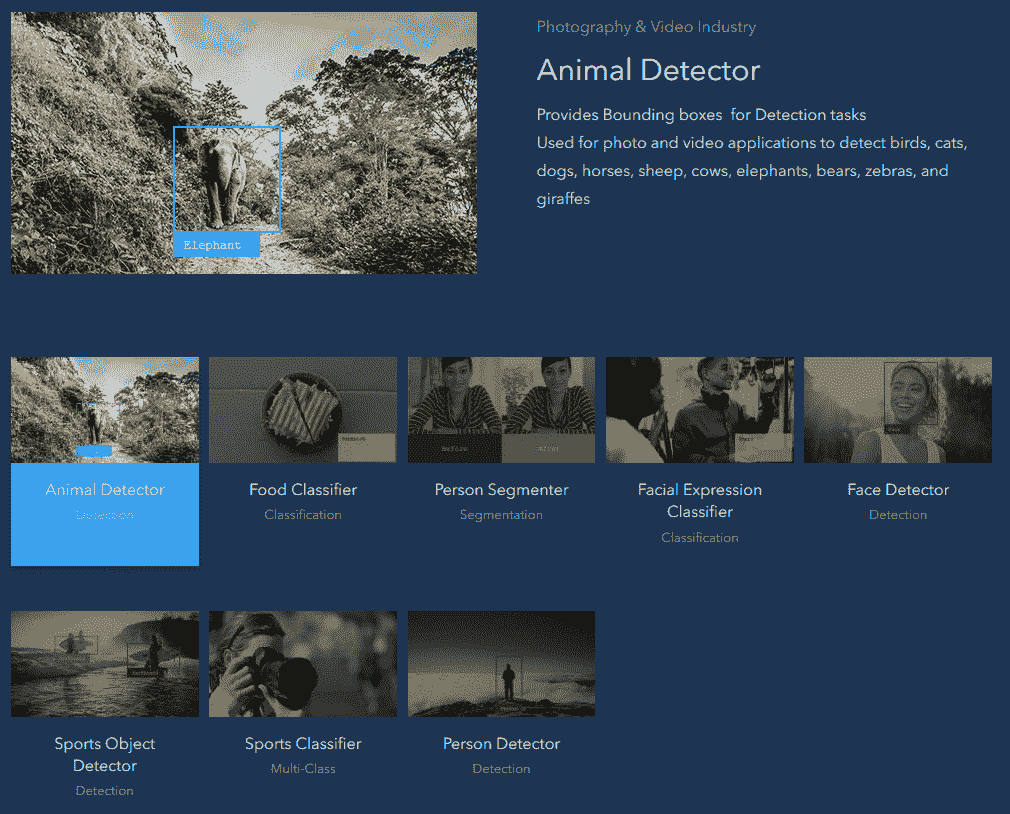 Photography & Video Industry
Animal Detector
Provides Bounding boxes for Detection tasks
Used for photo and video applications to detect birds, cats,
dogs, horses, sheep, cows, elephants, bears, zebras, and
giraffes
Elephant
Animal Detector
Detection
Food Classifier
Classification
Before
After
Person Segmenter
Segmentation
Facial Expression
Classifier
Classification
Face Detector
Detection
Sports Object
Detector
Detection
Sports Classifier
Multi-Class
Person Detector
Detection